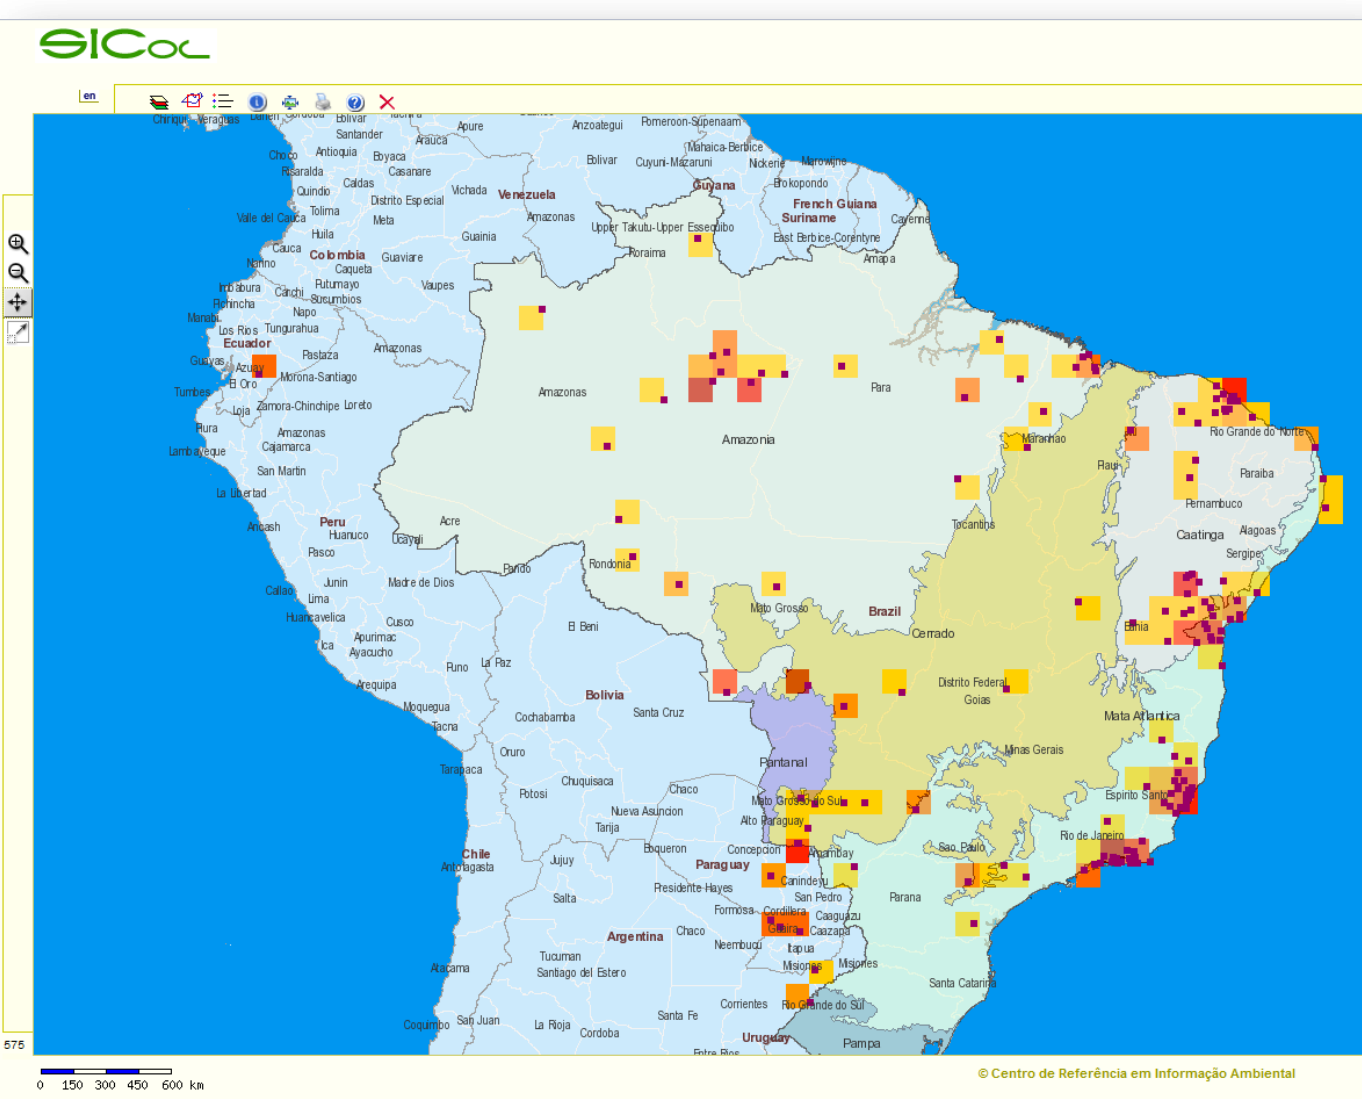 SICOL
en
Chiriqui
Veraguas
Darien
Cordoba
Bolivar
Apure
Anzoategui
Pomeroon-Supenaam
Santander
Arauca
Mahaica-Berbice
Choco
Antioquia
Boyaca
Bolivar
Cuyuni-Mazaruni
Nickerie
Marowijne
Risaralda
Casanare
Quindio
Caldas
Vichada
Venezuela
Guyana
Brokopondo
Distrito Especial
French Guiana
Valle del Cauca
Tolima
Meta
Amazonas
Suriname
Cayenne
Huila
Guainia
Upper Takutu-Upper Essequibo
East Berbice-Corentyne
Cauca
Colombia
Guaviare
Roraima
Amapa
Narino
Caqueta
Imbabura
Carchi
Putumayo
Vaupes
Pichincha
Sucumbios
Manabi
Napo
Los Rios
Tungurahua
Ecuador
Pastaza
Amazonas
Guayas
Azuay
Morona-Santiago
El Oro
Tumbes
Amazonas
Para
Loja
Zamora-Chinchipe
Loreto
Piura
Amazonas
Amazonia
Maranhao
Rio Grande do Norte
Cajamarca
Lambayeque
San Martin
Piaui
Paraiba
La Libertad
Pernambuco
Ancash
Peru
Huanuco
Acre
Ucayali
Tocantins
Caatinga
Alagoas
Pasco
Sergipe
Pando
Rondonia
Junin
Madre de Dios
Callao
Lima
Mato Grosso
Brazil
Huancavelica
Cusco
El Beni
Cerrado
Bahia
Apurimac
Ica
Ayacucho
Puno
La Paz
Arequipa
Bolivia
Distrito Federal
Goias
Moquegua
Cochabamba
Santa Cruz
Mata Atlantica
Tacna
Oruro
Minas Gerais
Tarapaca
Pantanal
Chuquisaca
Potosi
Chaco
Mato Grosso do Sul
Espirito Santo
Nueva Asuncion
Alto Paraguay
Tarija
Rio de Janeiro
Boqueron
Concepcion
Amambay
Sao Paulo
Chile
Jujuy
Paraguay
Antofagasta
Canindeyu
Presidente Hayes
San Pedro
Salta
Parana
Formosa
Cordillera
Caaguazu
Argentina
Chaco
Guaira
Caazapa
Neembucu
Itapua
Tucuman
Misiones
Misiones
Atacama
Santiago del Estero
Santa Catarina
Corrientes
Rio Grande do Sul
Santa Fe
Coquimbo
San Juan
La Rioja
Cordoba
Uruguay
Pampa
Entre Rios
575
0 150 300 450 600 km
© Centro de Referência em Informação Ambiental